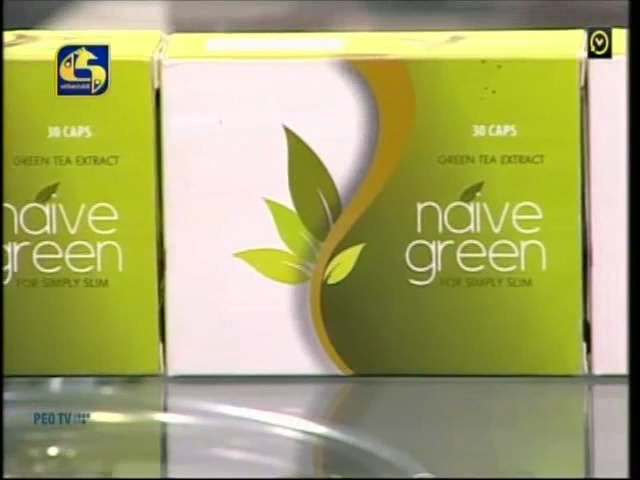 30 CAPS
GREEN TEA EXTRACT
naive
green
FOR SIMPLY SLIM
30 CAPS
GREEN TEA EXTRACT
naive
green
FOR SIMPLY SLIM
PEO TV